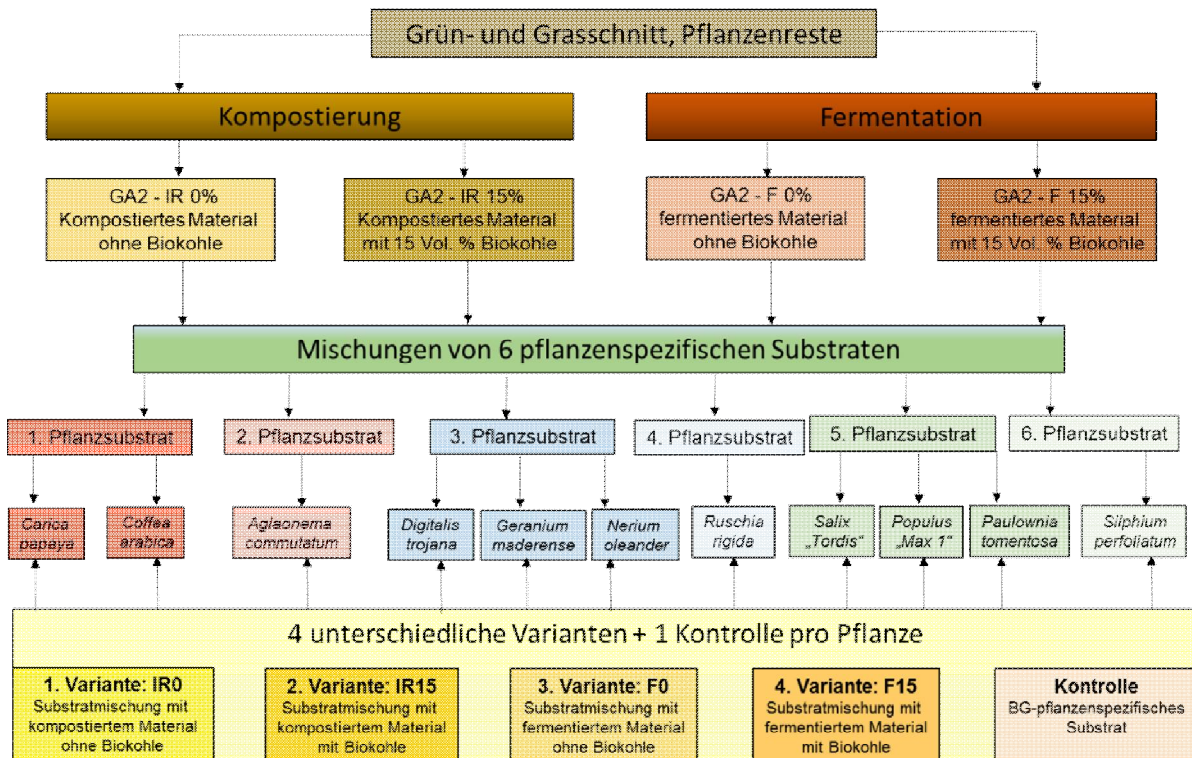 Grün- und Grasschnitt, Pflanzenreste
Kompostierung
Fermentation
GA2 - IR 0%
Kompostiertes Material
ohne Biokohle
GA2 - IR 15%
Kompostiertes Material
mit 15 Vol. % Biokohle
GA2 - F 0%
fermentiertes Material
ohne Biokohle
GA2 - F 15%
fermentiertes Material
mit 15 Vol. % Biokohle
Mischungen von 6 pflanzenspezifischen Substraten
1. Pflanzsubstrat
2. Pflanzsubstrat
3. Pflanzsubstrat
4. Pflanzsubstrat
5. Pflanzsubstrat
6. Pflanzsubstrat
Carica
papaya
Coffea
arabica
Aglaonema
commutatum
Digitalis
trojana
Geranium
maderense
Nerium
oleander
Ruschia
rigida
Salix
„Tordis“
Populus
„Max 1“
Paulownia
tomentosa
Silphium
perfoliatum
4 unterschiedliche Varianten + 1 Kontrolle pro Pflanze
1. Variante: IR0
Substratmischung mit
kompostiertem Material
ohne Biokohle
2. Variante: IR15
Substratmischung mit
kompostiertem Material
mit Biokohle
3. Variante: F0
Substratmischung mit
fermentiertem Material
ohne Biokohle
4. Variante: F15
Substratmischung mit
fermentiertem Material
mit Biokohle
Kontrolle
BG-pflanzenspezifisches
Substrat